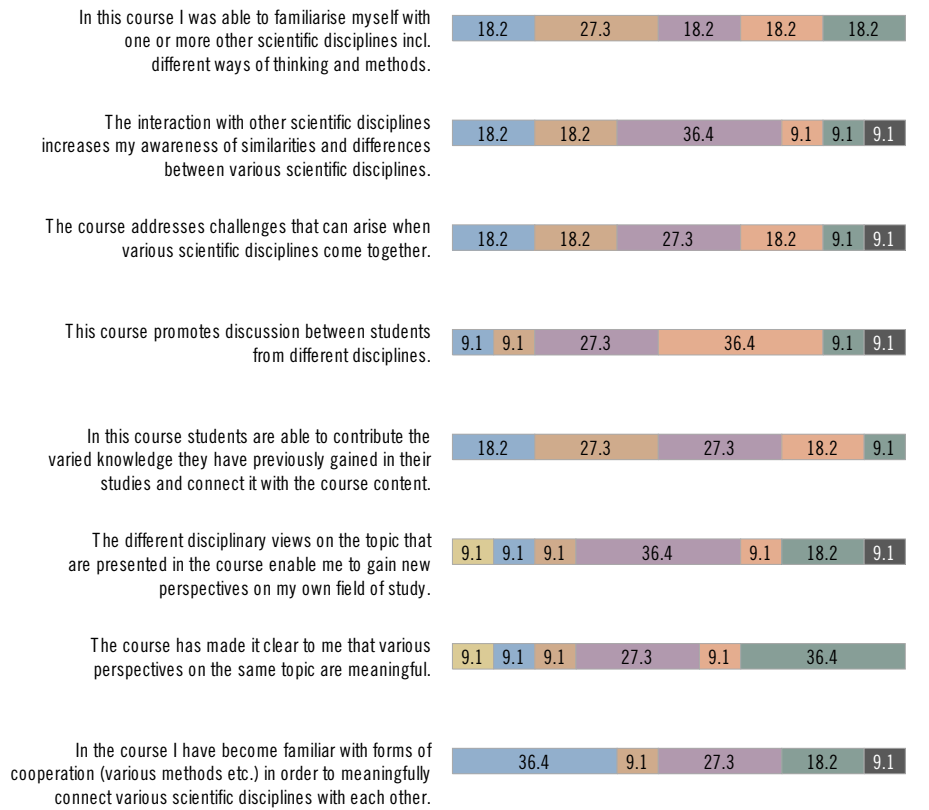 In this course I was able to familiarise myself with
one or more other scientific disciplines incl.
different ways of thinking and methods.
18.2 27.3 18.2 18.2 18.2
The interaction with other scientific disciplines
increases my awareness of similarities and differences
between various scientific disciplines.
18.2 18.2 36.4 9.1 9.1 9.1
The course addresses challenges that can arise when
various scientific disciplines come together.
18.2 18.2 27.3 18.2 9.1 9.1
This course promotes discussion between students
from different disciplines.
9.1 9.1 27.3 36.4 9.1 9.1
In this course students are able to contribute the
varied knowledge they have previously gained in their
studies and connect it with the course content.
18.2 27.3 27.3 18.2 9.1
The different disciplinary views on the topic that
are presented in the course enable me to gain new
perspectives on my own field of study.
9.1 9.1 9.1 36.4 9.1 18.2 9.1
The course has made it clear to me that various
perspectives on the same topic are meaningful.
9.1 9.1 9.1 27.3 9.1 36.4
In the course I have become familiar with forms of
cooperation (various methods etc.) in order to meaningfully
connect various scientific disciplines with each other.
36.4 9.1 27.3 18.2 9.1